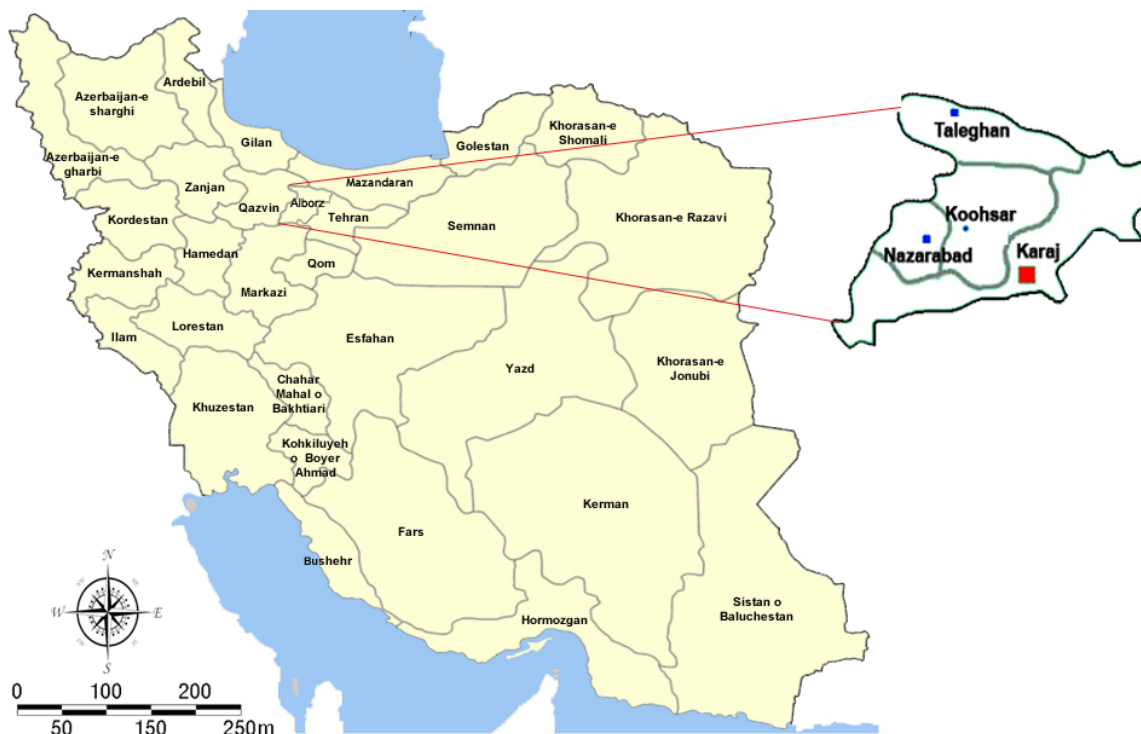 Ardebil
Azerbaijan-e
sharghi
Taleghan
Khorasan-e
Shomali
Golestan
Gilan
Azerbaijan-e
gharbi
Mazandaran
Zanjan
Alborz
Qazvin
Tehran
Kordestan
Semnan
Khorasan-e Razavi
Koohsar
Nazarabad
Karaj
Hamedan
Qom
Kermanshah
Markazi
Lorestan
Ilam
Esfahan
Yazd
Khorasan-e
Jonubi
Chahar
Mahal o
Bakhtiari
Khuzestan
Kohkiluyeh
o Boyer
Ahmad
Kerman
Fars
Bushehr
Sistan o
Baluchestan
Hormozgan
N
W
E
S
0 100 200
50 150 250m